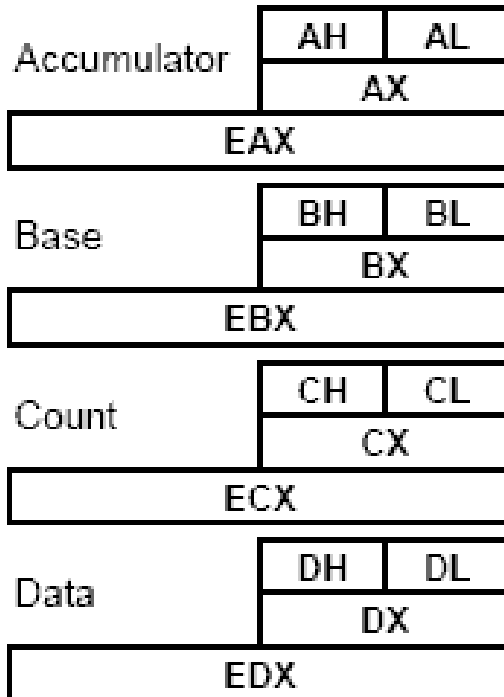 Accumulator
AH AL
AX
EAX
Base
BH BL
BX
EBX
Count
CH CL
CX
ECX
Data
DH DL
DX
EDX